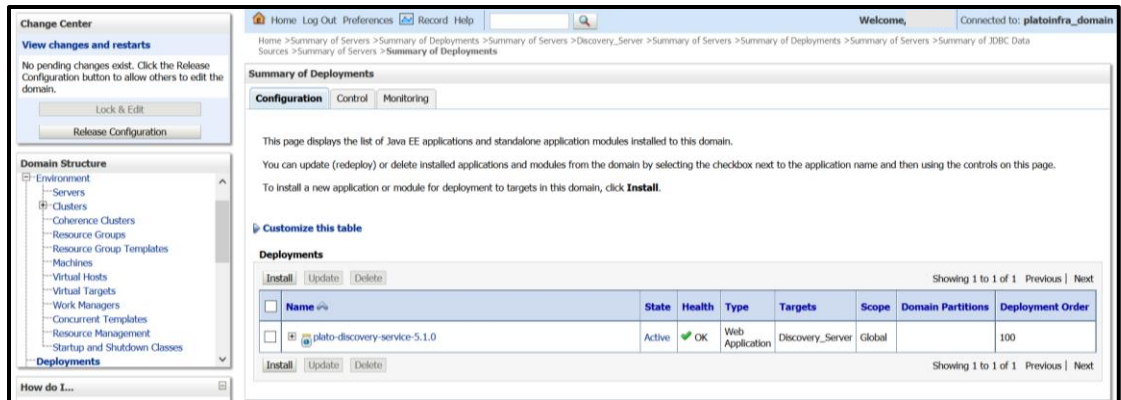 Change Center
View changes and restarts
No pending changes exist. Click the Release
Configuration button to allow others to edit the
domain.
Lock & Edit
Release Configuration
Domain Structure
Environment
Servers
Clusters
Coherence Clusters
Resource Groups
Resource Group Templates
Machines
Virtual Hosts
Virtual Targets
Work Managers
Concurrent Templates
Resource Management
Startup and Shutdown Classes
Deployments
How do I...
Home Log Out Preferences Record Help
Welcome, Connected to: platoinfra_domain
Home >Summary of Servers >Summary of Deployments >Summary of Servers >Discovery_Server >Summary of Servers >Summary of Deployments >Summary of Servers >Summary of JDBC Data
Sources >Summary of Servers >Summary of Deployments
Summary of Deployments
Configuration Control Monitoring
This page displays the list of Java EE applications and standalone application modules installed to this domain.
You can update (redeploy) or delete installed applications and modules from the domain by selecting the checkbox next to the application name and then using the controls on this page.
To install a new application or module for deployment to targets in this domain, click Install.
Customize this table
Deployments
Install Update Delete Showing 1 to 1 of 1 Previous | Next
Name State Health Type Targets Scope Domain Partitions Deployment Order
plato-discovery-service-5.1.0 Active OK Web Application Discovery_Server Global 100
Install Update Delete Showing 1 to 1 of 1 Previous | Next